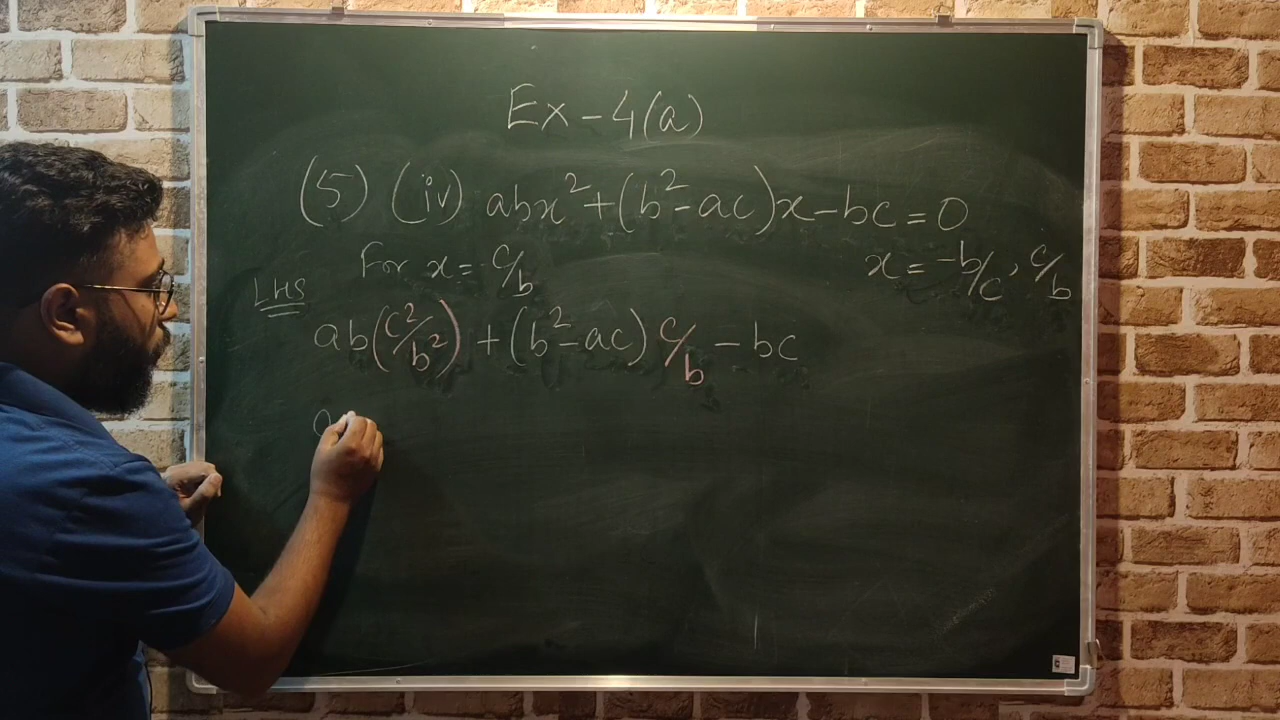 Ex-4(a)
(5) (iv) abx²+(b²-ac)x-bc=0
For x= c/b
x= -b/c, c/b
LHS
ab(c²/b²)+(b²-ac)c/b-bc
a